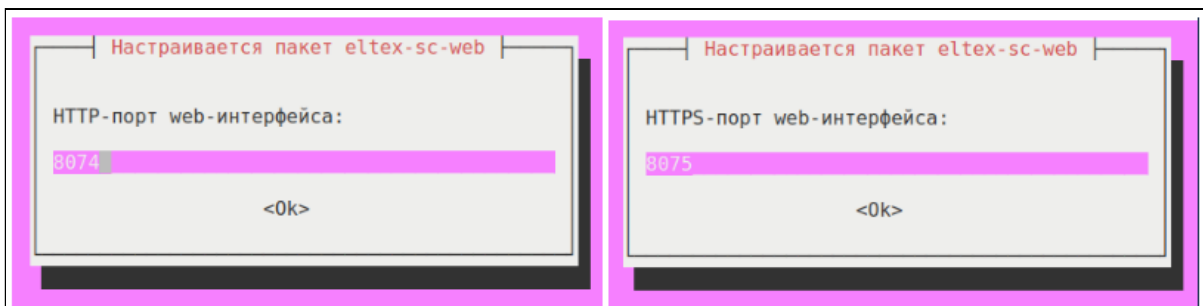 Настраивается пакет eltex-sc-web
HTTP-порт web-интерфейса:
8074
<Ok>
Настраивается пакет eltex-sc-web
HTTPS-порт web-интерфейса:
8075
<Ok>